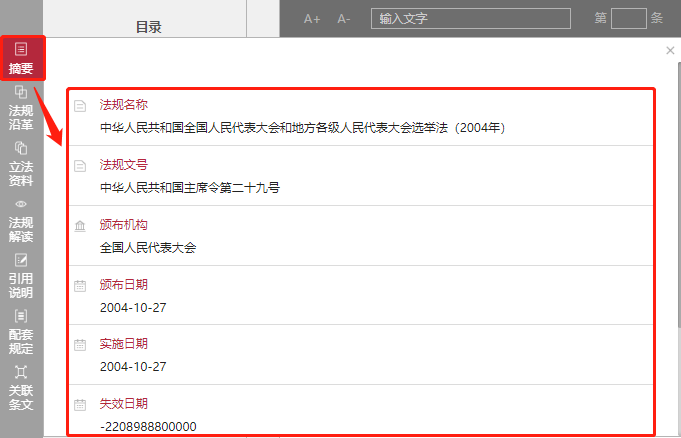 目录
A+
A-
输入文字
第
条
摘要
法规
沿革
立法
资料
法规
解读
引用
说明
配套
规定
关联
条文
法规名称
中华人民共和国全国人民代表大会和地方各级人民代表大会选举法（2004年）
法规文号
中华人民共和国主席令第二十九号
颁布机构
全国人民代表大会
颁布日期
2004-10-27
实施日期
2004-10-27
失效日期
-2208988800000